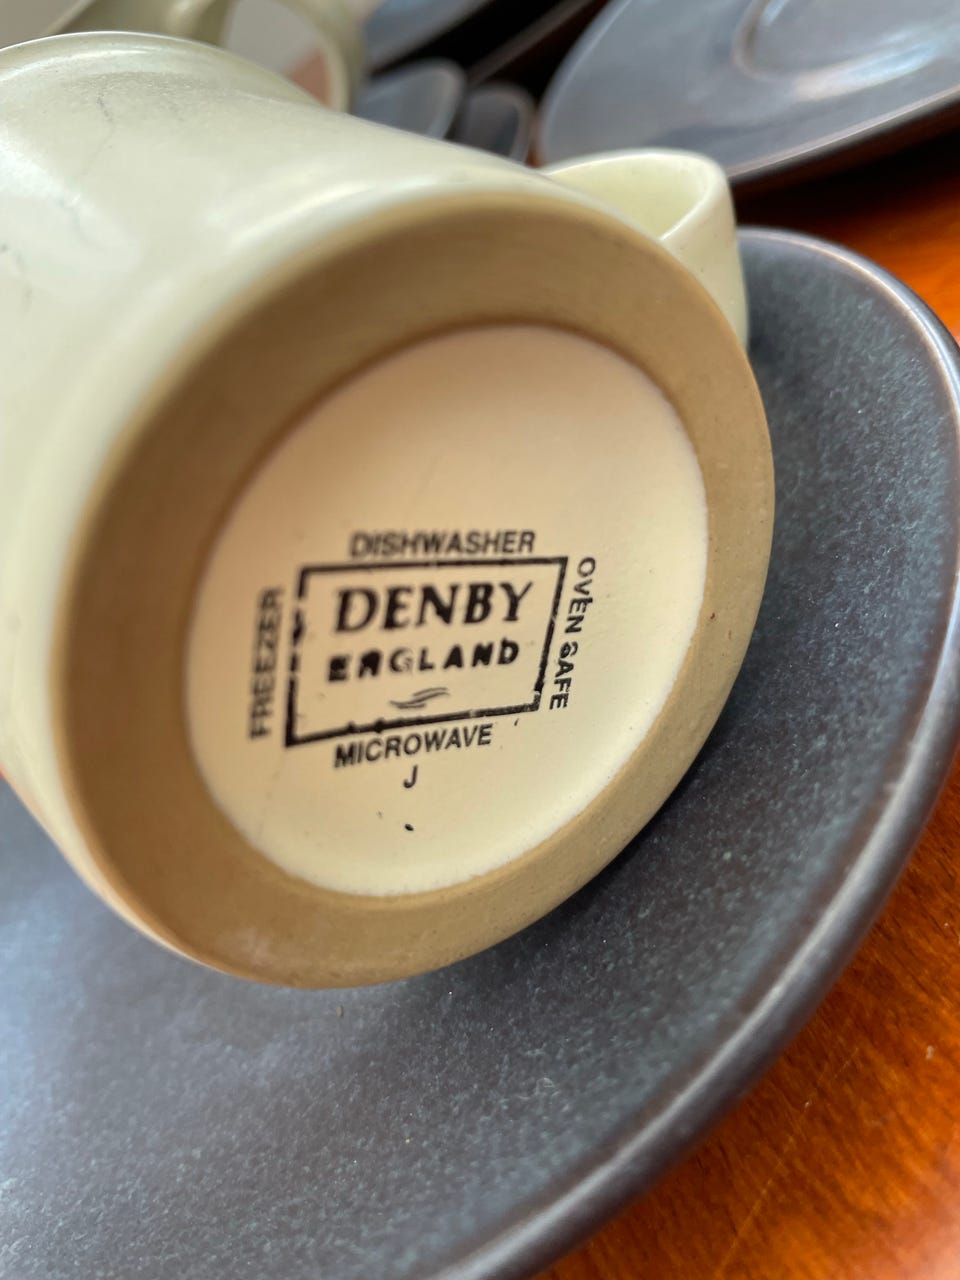 DISHWASHER
FREEZER
DENBY
ENGLAND
OVEN SAFE
MICROWAVE
J